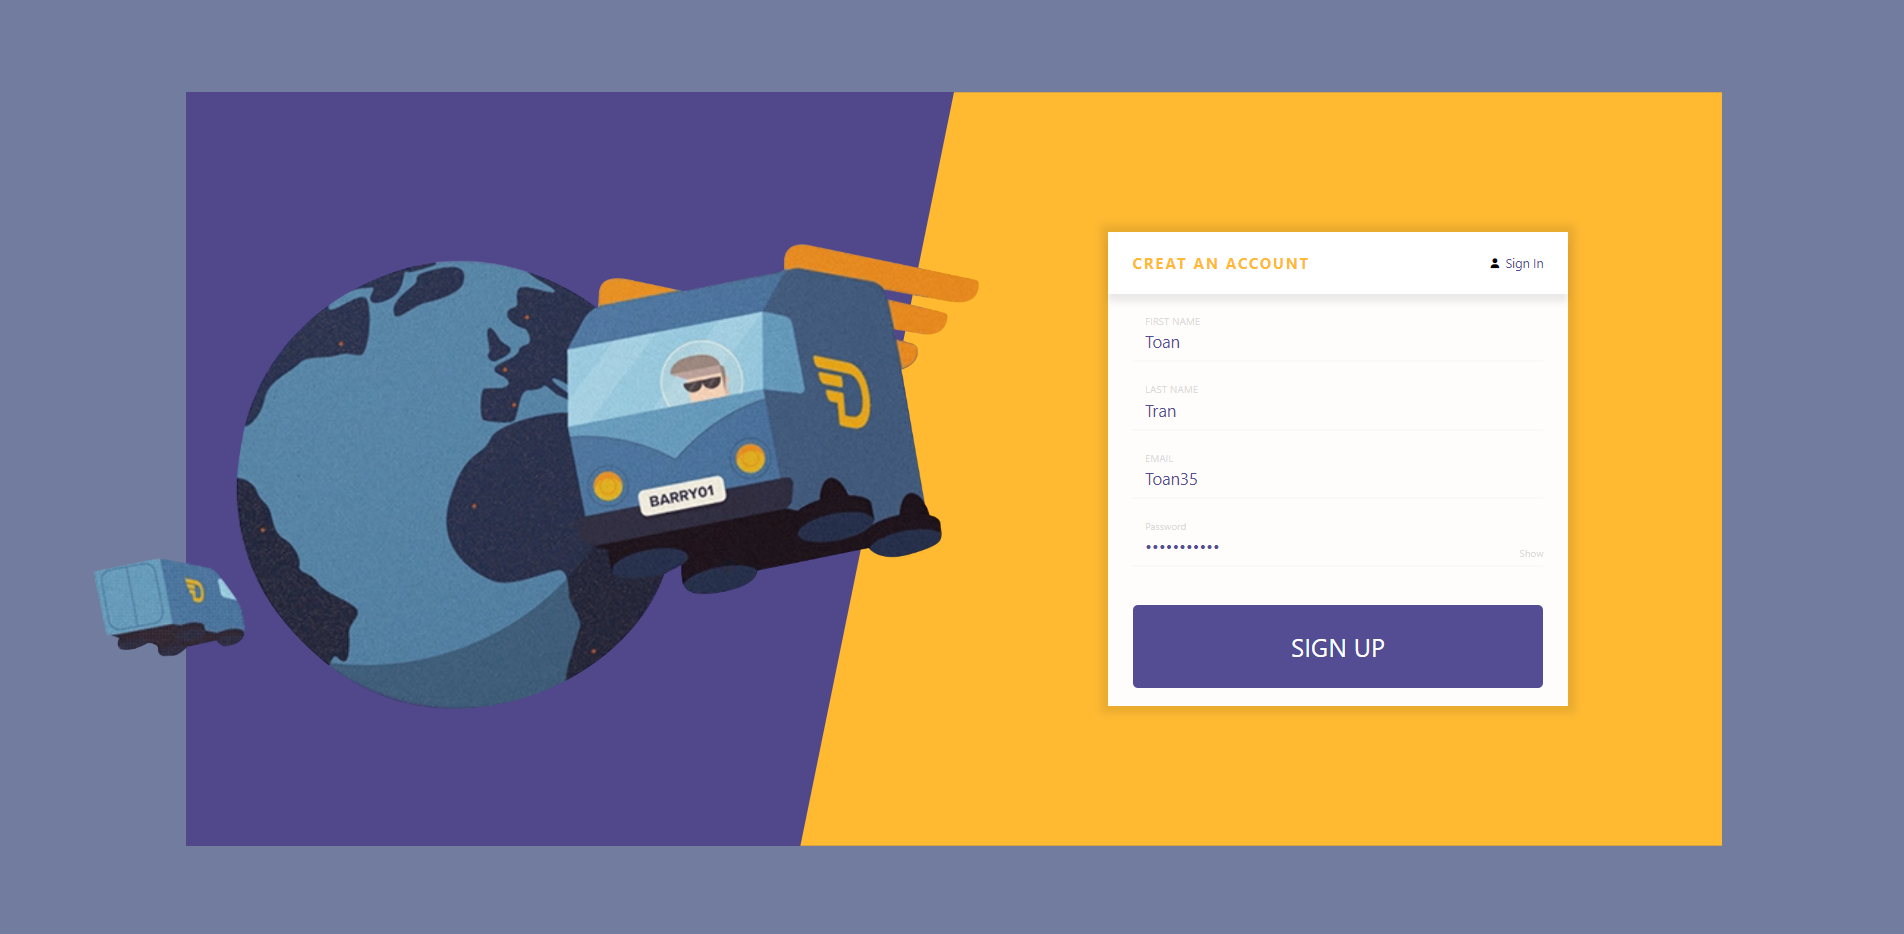 CREAT AN ACCOUNT
Sign In
FIRST NAME
Toan
LAST NAME
Tran
EMAIL
Toan35
Password
•••••••••••
Show
SIGN UP
BARRY01
D
D